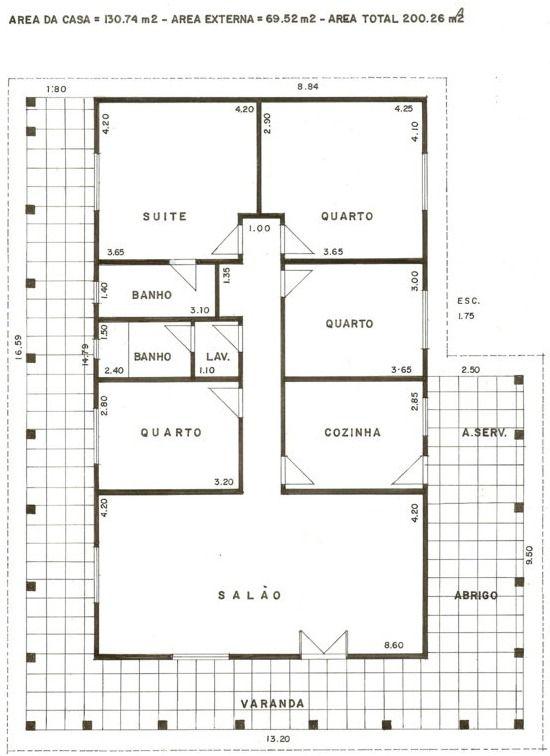 AREA DA CASA = 130.74 m2 - AREA EXTERNA = 69.52 m2 - AREA TOTAL 200.26 m2
1.80 8.84
4.20 4.20 2.90 4.25 4.10
SUITE QUARTO
1.00
3.65 3.65
1.40 BANHO 3.10 1.35 3.00
QUARTO
ESC.
1.75
16.59 14.79
1.50 BANHO LAV.
2.40 1.10 3.65 2.50
2.80 2.85
QUARTO COZINHA A.SERV.
3.20
4.20 4.20
9.50
SALÃO ABRIGO
8.60
VARANDA
13.20